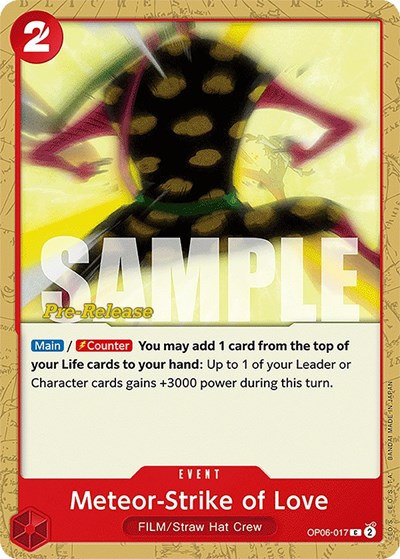 2
SAMPLE
Pre-Release
Main / Counter You may add 1 card from the top of
your Life cards to your hand: Up to 1 of your Leader or
Character cards gains +3000 power during this turn.
EVENT
Meteor-Strike of Love
FILM/Straw Hat Crew
OP06-017 C 2
BANDAI MADE IN JAPAN